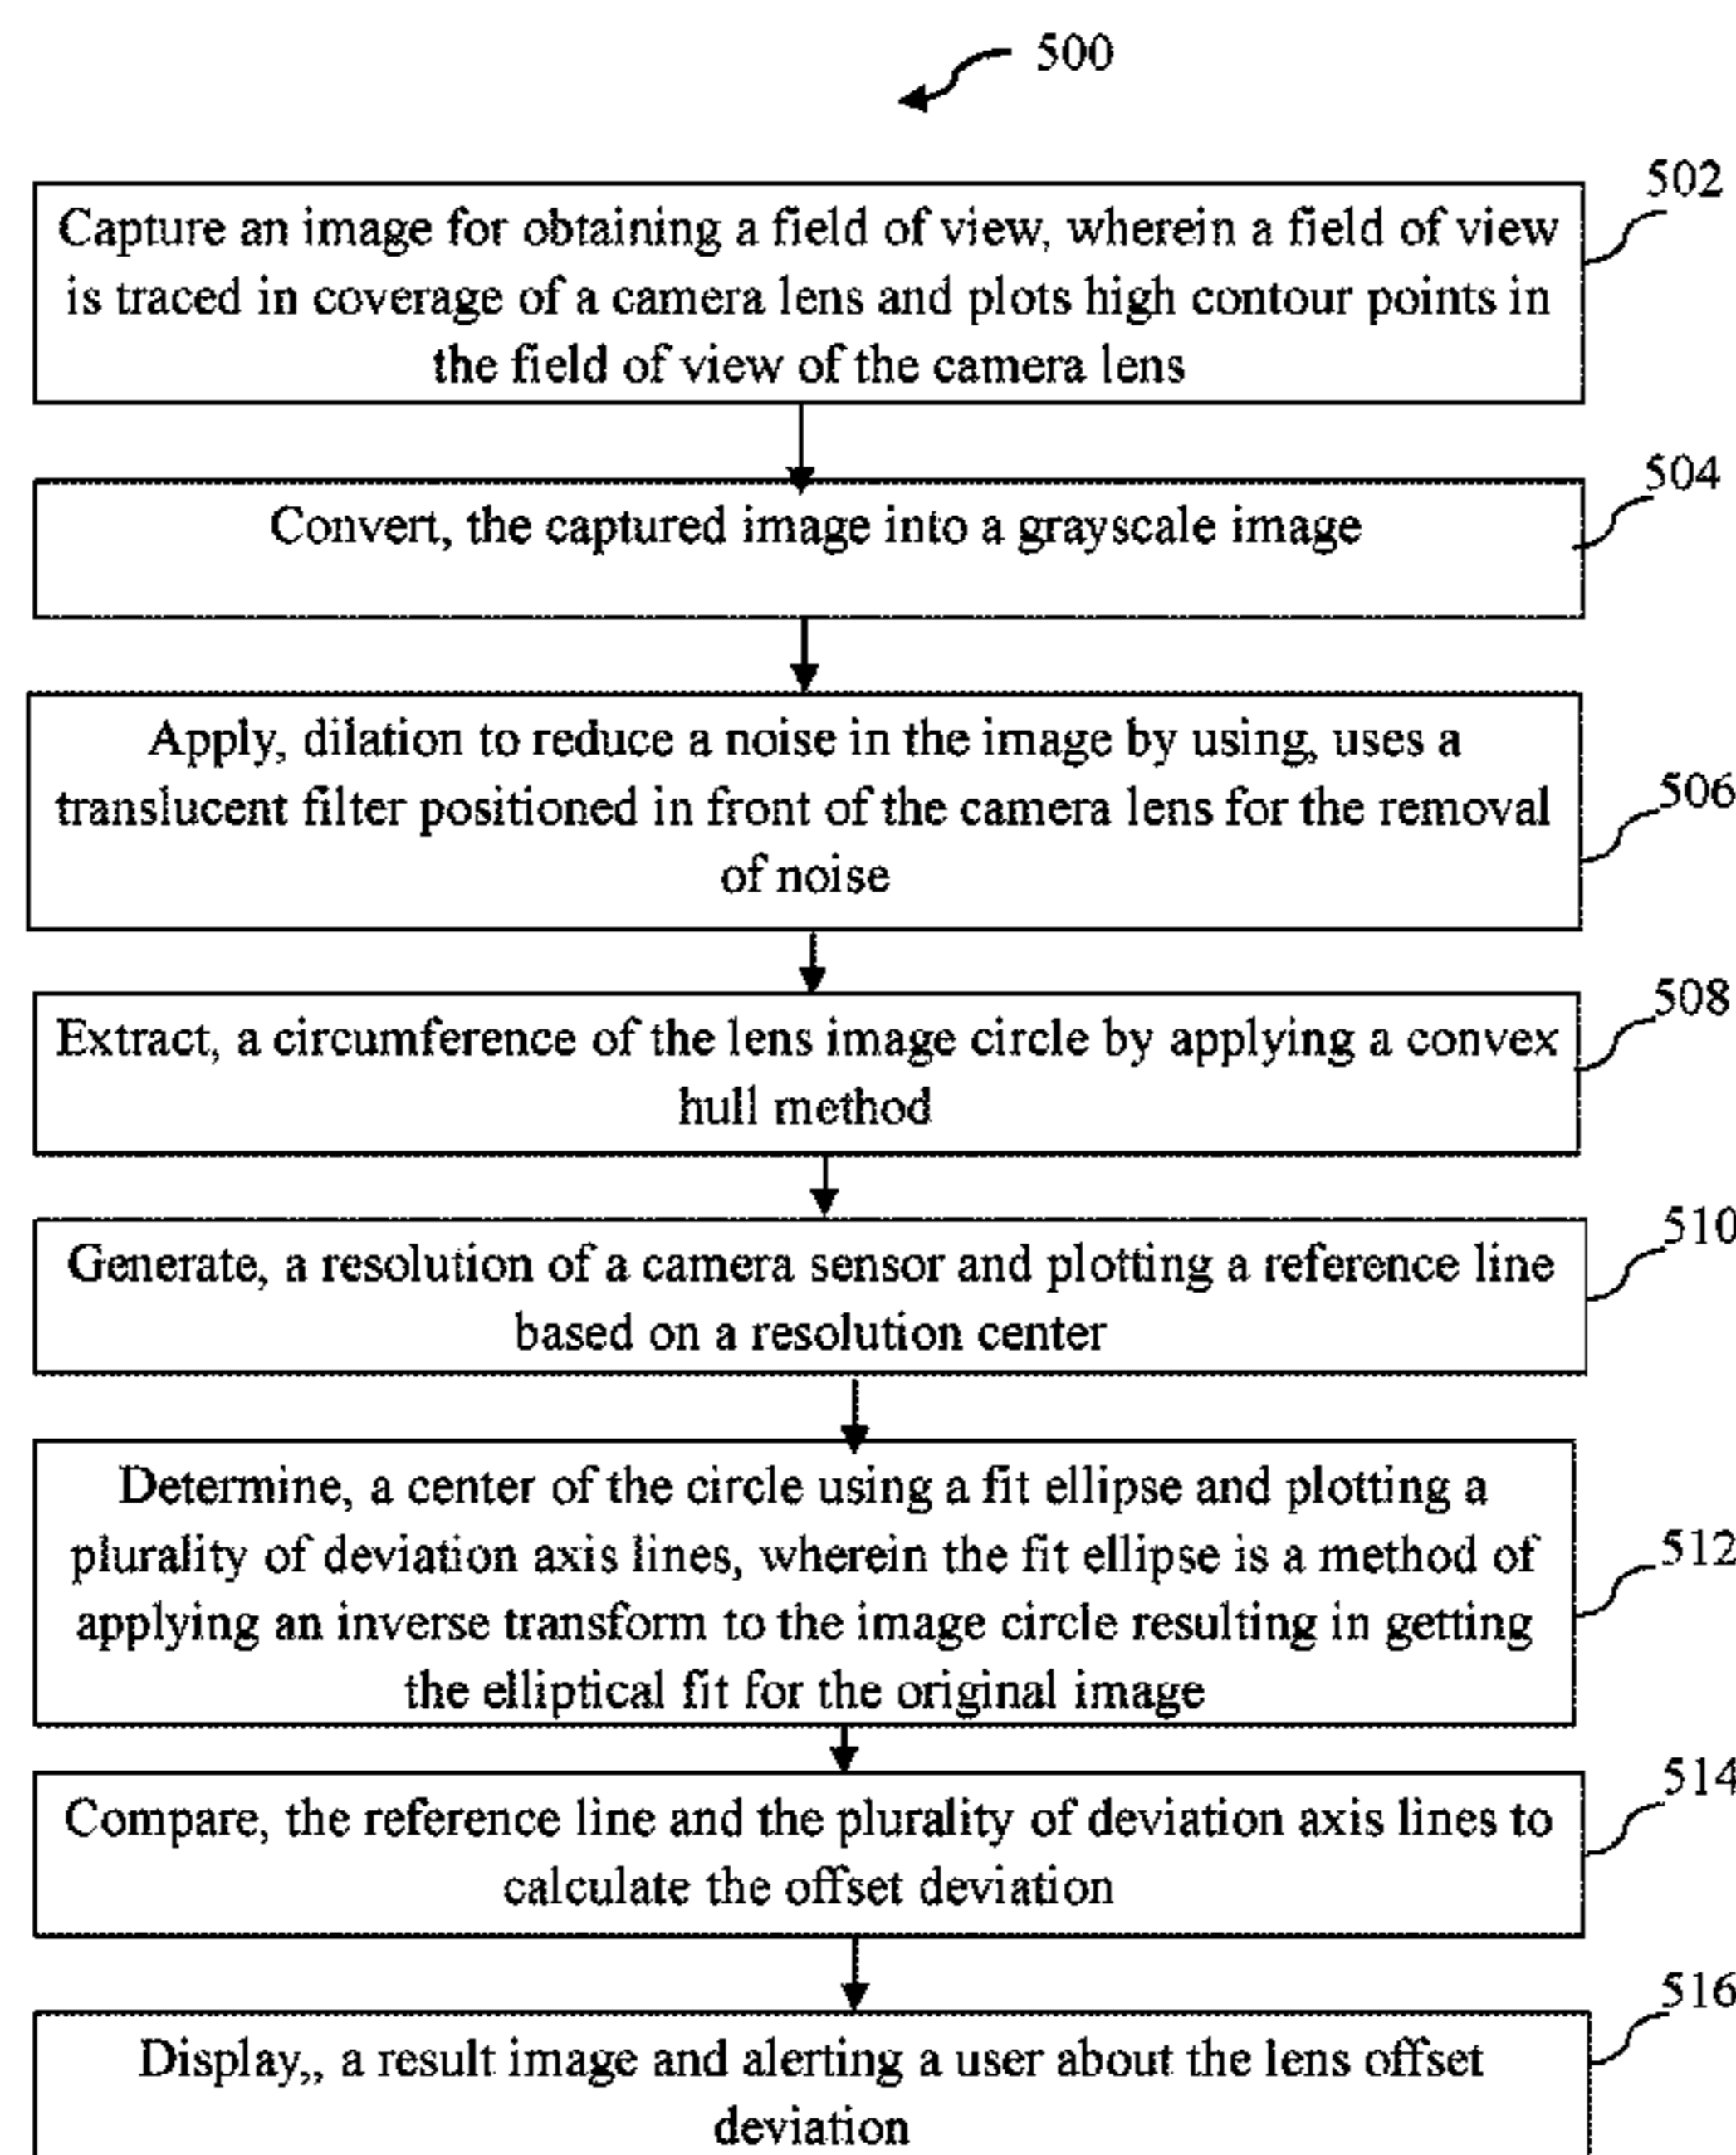 500
502
Capture an image for obtaining a field of view, wherein a field of view
is traced in coverage of a camera lens and plots high contour points in
the field of view of the camera lens
504
Convert, the captured image into a grayscale image
Apply, dilation to reduce a noise in the image by using, uses a
translucent filter positioned in front of the camera lens for the removal
of noise
506
508
Extract, a circumference of the lens image circle by applying a convex
hull method
510
Generate, a resolution of a camera sensor and plotting a reference line
based on a resolution center
Determine, a center of the circle using a fit ellipse and plotting a
plurality of deviation axis lines, wherein the fit ellipse is a method of
applying an inverse transform to the image circle resulting in getting
the elliptical fit for the original image
512
514
Compare, the reference line and the plurality of deviation axis lines to
calculate the offset deviation
516
Display,, a result image and alerting a user about the lens offset
deviation